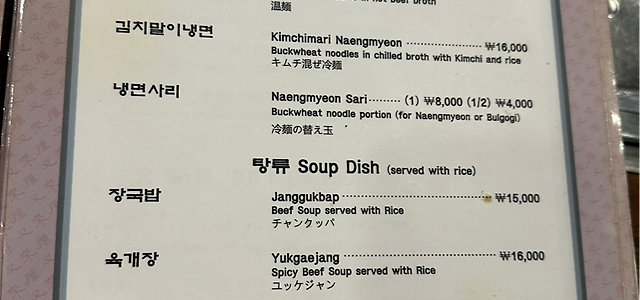 in hot beef broth
温麺
김치말이냉면
Kimchimari Naengmyeon ₩16,000
Buckwheat noodles in chilled broth with Kimchi and rice
キムチ混ぜ冷麺
냉면사리
Naengmyeon Sari (1) ₩8,000 (1/2) ₩4,000
Buckwheat noodle portion (for Naengmyeon or Bulgogi)
冷麺の替え玉
탕류 Soup Dish (served with rice)
장국밥
Janggukbap ₩15,000
Beef Soup served with Rice
チャンクッパ
육개장
Yukgaejang ₩16,000
Spicy Beef Soup served with Rice
ユッケジャン